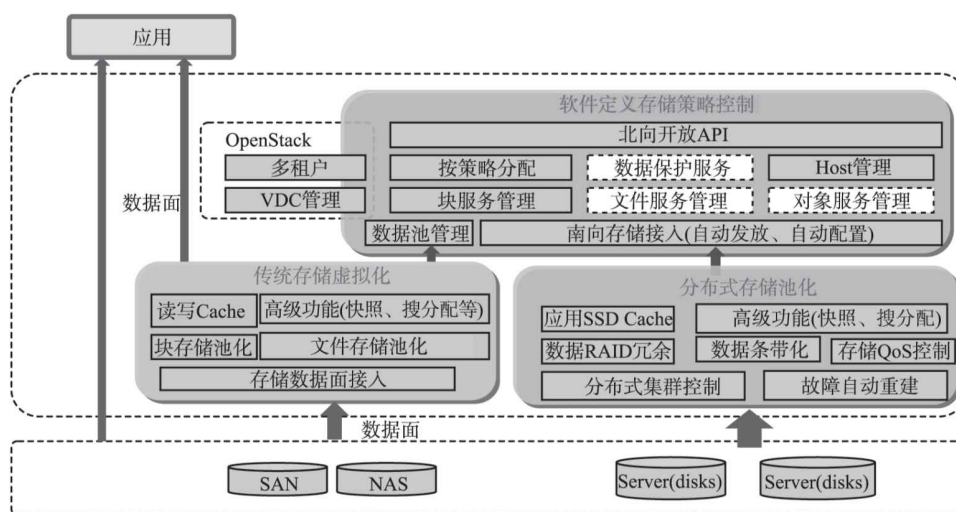 应用
软件定义存储策略控制
北向开放API
OpenStack
多租户
按策略分配
数据保护服务
Host管理
VDC管理
块服务管理
文件服务管理
对象服务管理
数据面
数据池管理
南向存储接入(自动发放、自动配置)
传统存储虚拟化
读写Cache
高级功能(快照、搜分配等)
块存储池化
文件存储池化
存储数据面接入
分布式存储池化
应用SSD Cache
高级功能(快照、搜分配)
数据RAID冗余
数据条带化
存储QoS控制
分布式集群控制
故障自动重建
数据面
SAN
NAS
Server(disks)
Server(disks)